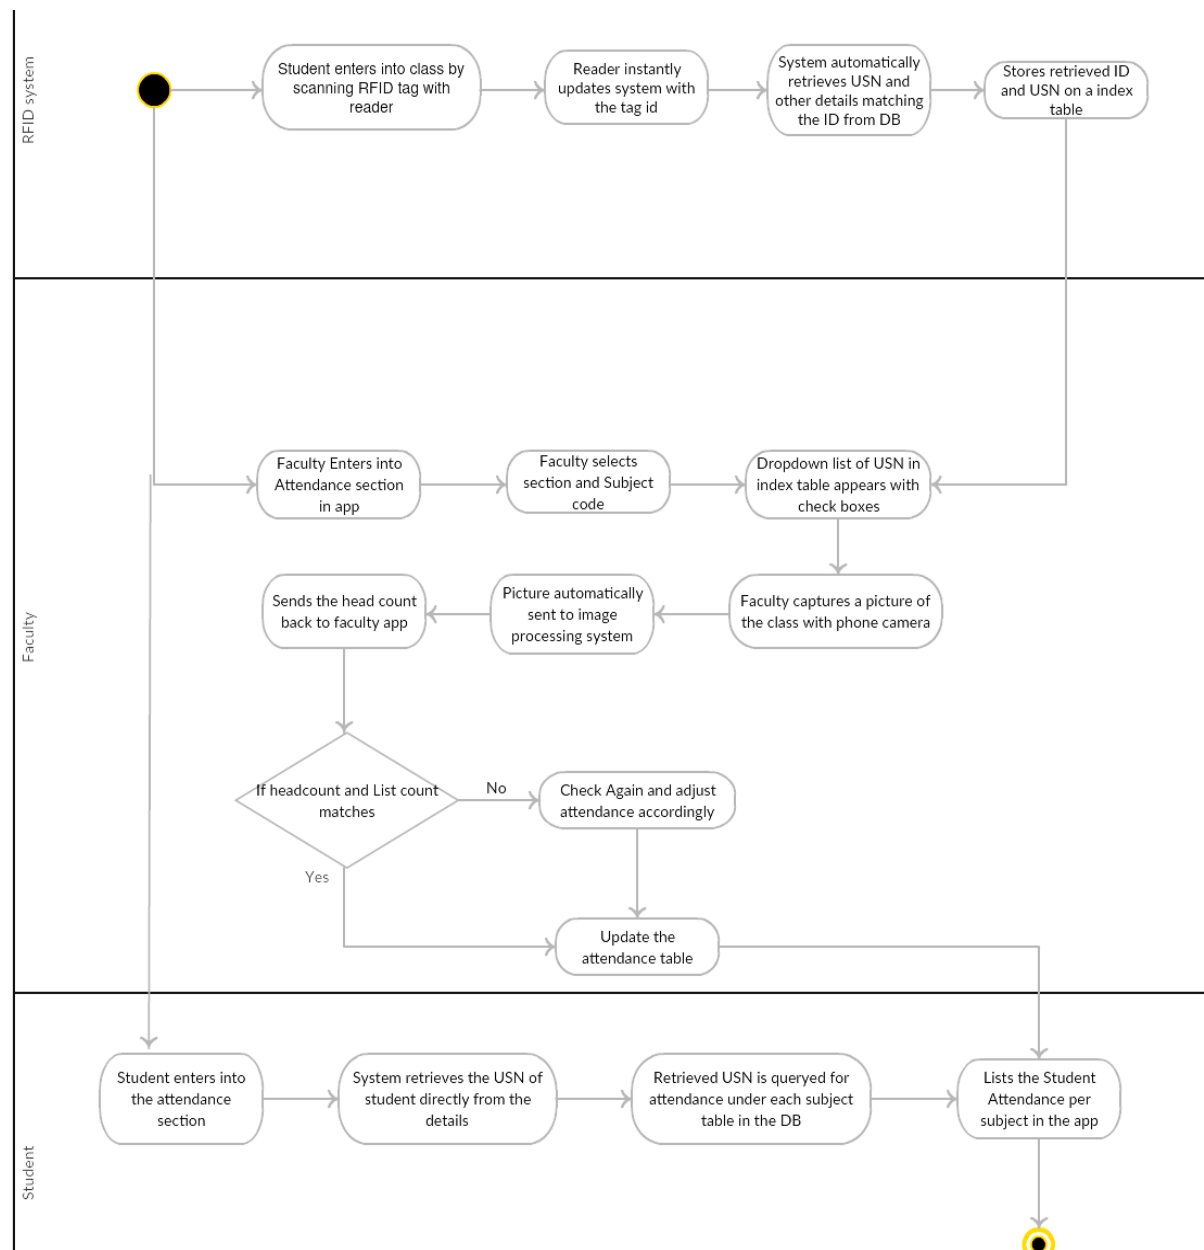 RFID system
Student enters into class by
scanning RFID tag with
reader
Reader instantly
updates system with
the tag id
System automatically
retrieves USN and
other details matching
the ID from DB
Stores retrieved ID
and USN on a index
table
Faculty
Faculty Enters into
Attendance section
in app
Faculty selects
section and Subject
code
Dropdown list of USN in
index table appears with
check boxes
Faculty captures a picture of
the class with phone camera
Picture automatically
sent to image
processing system
Sends the head count
back to faculty app
If headcount and List count
matches
No
Check Again and adjust
attendance accordingly
Yes
Update the
attendance table
Student
Student enters into
the attendance
section
System retrieves the USN of
student directly from the
details
Retrieved USN is queryed for
attendance under each subject
table in the DB
Lists the Student
Attendance per
subject in the app